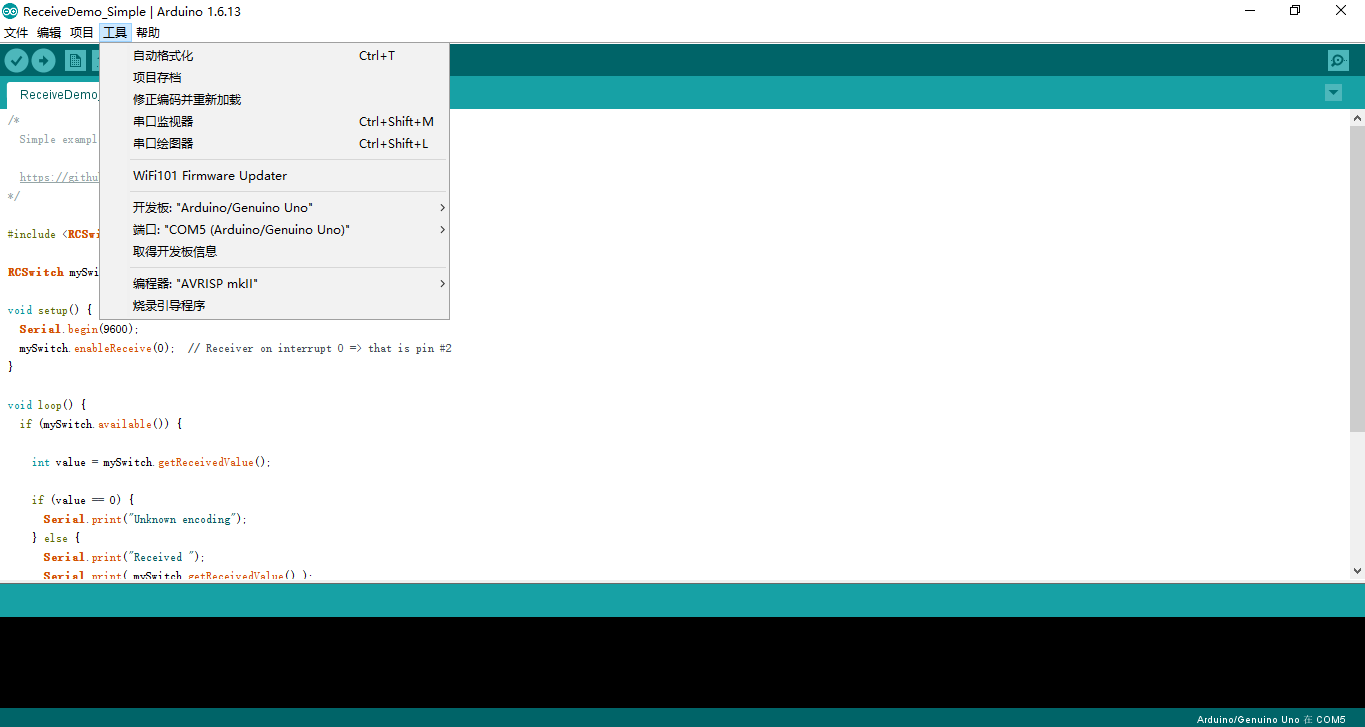 ReceiveDemo_Simple | Arduino 1.6.13
文件 编辑 项目 工具 帮助
自动格式化 Ctrl+T
项目存档
修正编码并重新加载
串口监视器 Ctrl+Shift+M
串口绘图器 Ctrl+Shift+L
WiFi101 Firmware Updater
开发板: "Arduino/Genuino Uno"
端口: "COM5 (Arduino/Genuino Uno)"
取得开发板信息
编程器: "AVRISP mkII"
烧录引导程序
ReceiveDemo_
/*
Simple exampl
https://githu
*/
#include <RCSwi
RCSwitch mySwi
void setup() {
Serial.begin(9600);
mySwitch.enableReceive(0);  // Receiver on interrupt 0 => that is pin #2
}
void loop() {
if (mySwitch.available()) {
int value = mySwitch.getReceivedValue();
if (value == 0) {
Serial.print("Unknown encoding");
} else {
Serial.print("Received ");
Serial.print( mySwitch.getReceivedValue() );
Arduino/Genuino Uno 在 COM5